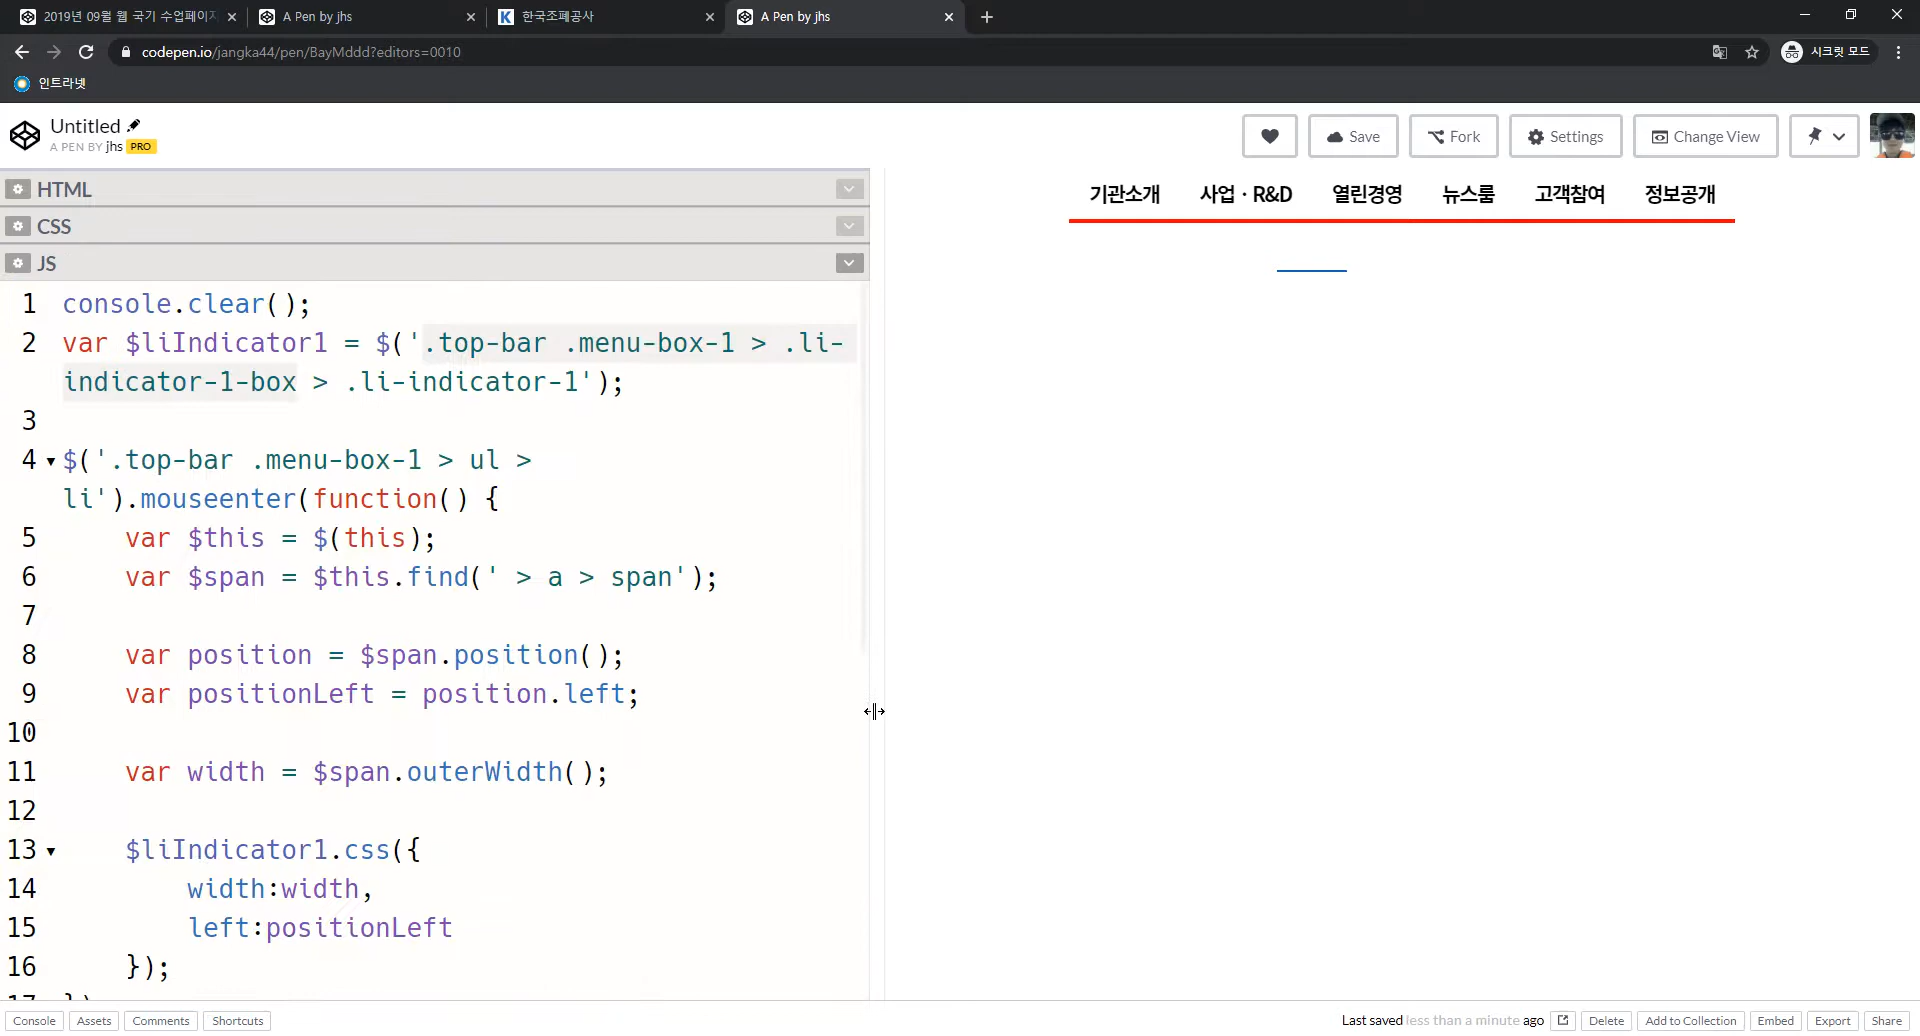 2019년 09월 웹 국기 수업페이지
A Pen by jhs
한국조폐공사
A Pen by jhs
codepen.io/jangka44/pen/BayMddd?editors=0010
시크릿 모드
인트라넷
Untitled
A PEN BY jhs PRO
Save
Fork
Settings
Change View
HTML
CSS
JS
1 console.clear();
2 var $liIndicator1 = $('.top-bar .menu-box-1 > .li-
indicator-1-box > .li-indicator-1');
3
4 $('.top-bar .menu-box-1 > ul >
li').mouseenter(function() {
5 var $this = $(this);
6 var $span = $this.find(' > a > span');
7
8 var position = $span.position();
9 var positionLeft = position.left;
10
11 var width = $span.outerWidth();
12
13 $liIndicator1.css({
14 width:width,
15 left:positionLeft
16 });
기관소개 사업 · R&D 열린경영 뉴스룸 고객참여 정보공개
Console Assets Comments Shortcuts
Last saved less than a minute ago
Delete Add to Collection Embed Export Share